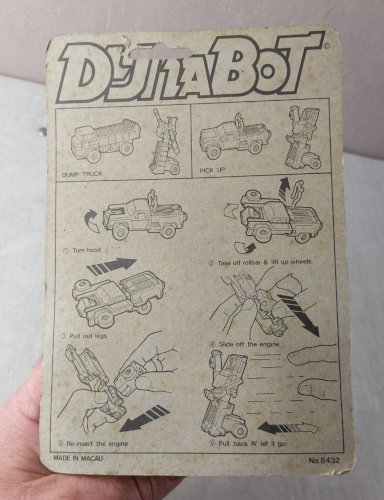 DYNABOT ©
DUMP TRUCK
PICK UP
① Turn hood
② Take off rollbar & lift up wheels
③ Pull out legs
④ Slide off the engine
⑤ Re-insert the engine
⑥ Pull back N' let it go
MADE IN MACAU
No. 8432